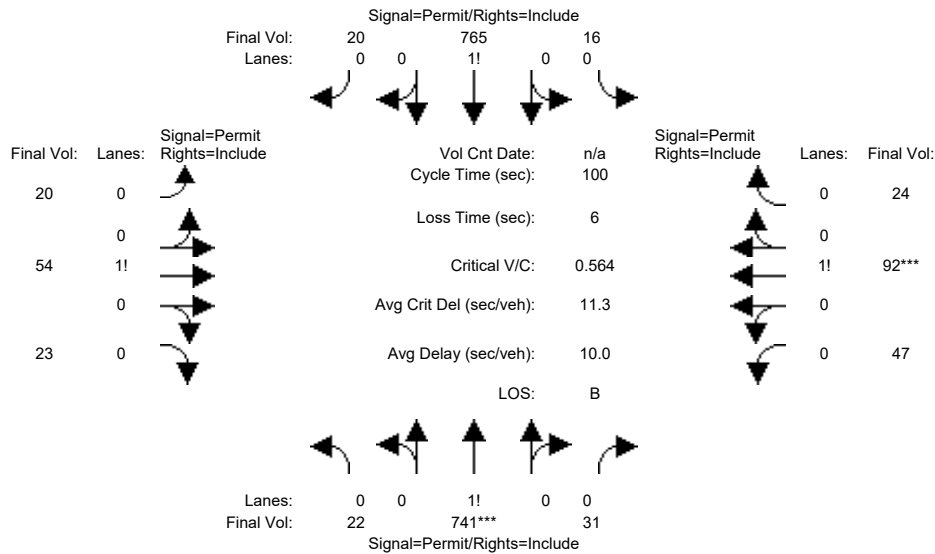 Signal=Permit/Rights=Include
Final Vol: 20 765 16
Lanes: 0 0 1! 0 0
Signal=Permit
Final Vol: Lanes: Rights=Include
Vol Cnt Date: n/a
Signal=Permit
Rights=Include Lanes: Final Vol:
Cycle Time (sec): 100
20 0
0 24
Loss Time (sec): 6
0
0
54 1!
Critical V/C: 0.564
1! 92***
0
Avg Crit Del (sec/veh): 11.3
0
23 0
Avg Delay (sec/veh): 10.0
0 47
LOS: B
Lanes: 0 0 1! 0 0
Final Vol: 22 741*** 31
Signal=Permit/Rights=Include